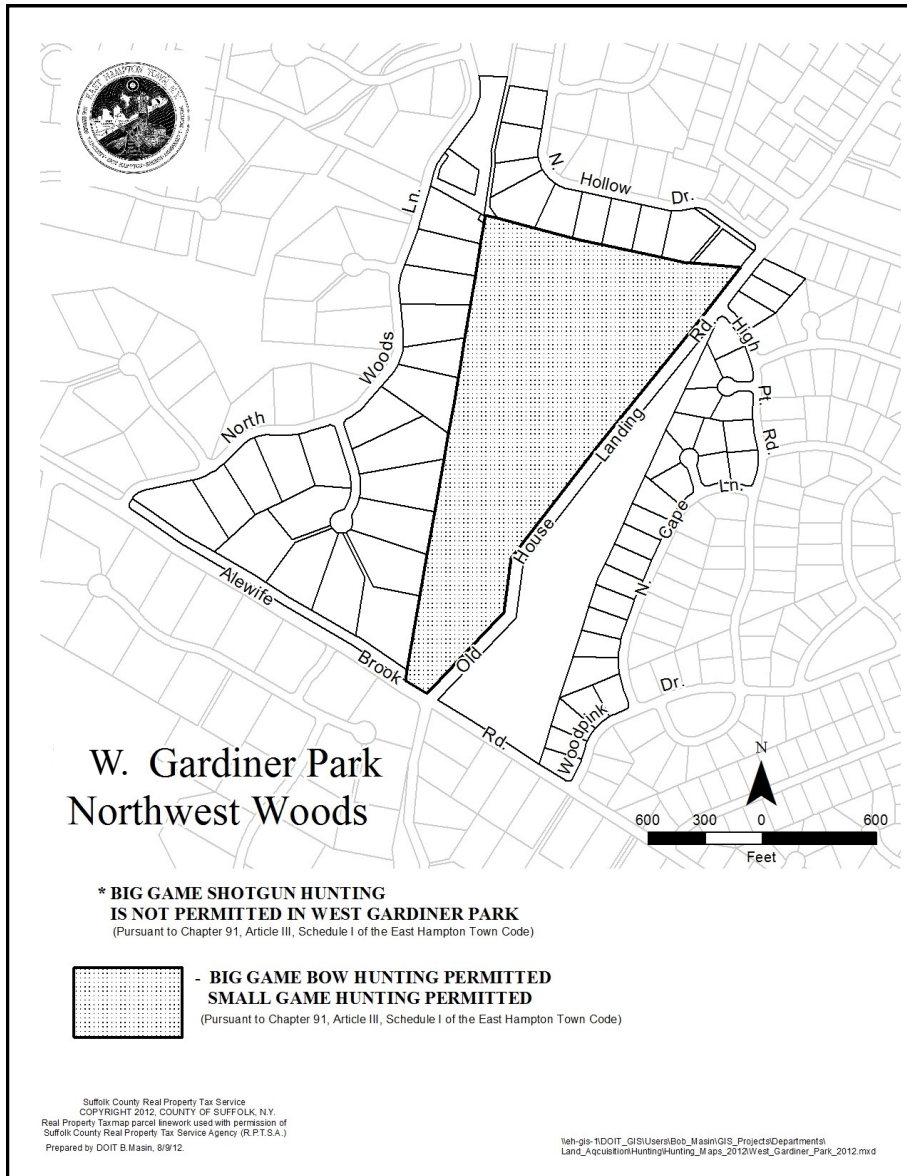 EAST HAMPTON TOWN, N.Y.
N.
Hollow
Dr.
Ln.
Woods
North
High
Pt.
Rd.
Rd
Landing
House
Old
Ln.
Cape
N.
Alewife
Brook
Rd.
Dr.
Woodpink
W. Gardiner Park
Northwest Woods
N
600 300 0 600
Feet
* BIG GAME SHOTGUN HUNTING
IS NOT PERMITTED IN WEST GARDINER PARK
(Pursuant to Chapter 91, Article III, Schedule I of the East Hampton Town Code)
- BIG GAME BOW HUNTING PERMITTED
SMALL GAME HUNTING PERMITTED
(Pursuant to Chapter 91, Article III, Schedule I of the East Hampton Town Code)
Suffolk County Real Property Tax Service
COPYRIGHT 2012, COUNTY OF SUFFOLK, N.Y.
Real Property Taxmap parcel linework used with permission of
Suffolk County Real Property Tax Service Agency (R.P.T.S.A.)
Prepared by DOIT B.Masin, 8/9/12.
\\eh-gis-1\DOIT_GIS\Users\Bob_Masin\GIS_Projects\Departments\
Land_Aqcuisition\Hunting\Hunting_Maps_2012\West_Gardiner_Park_2012.mxd